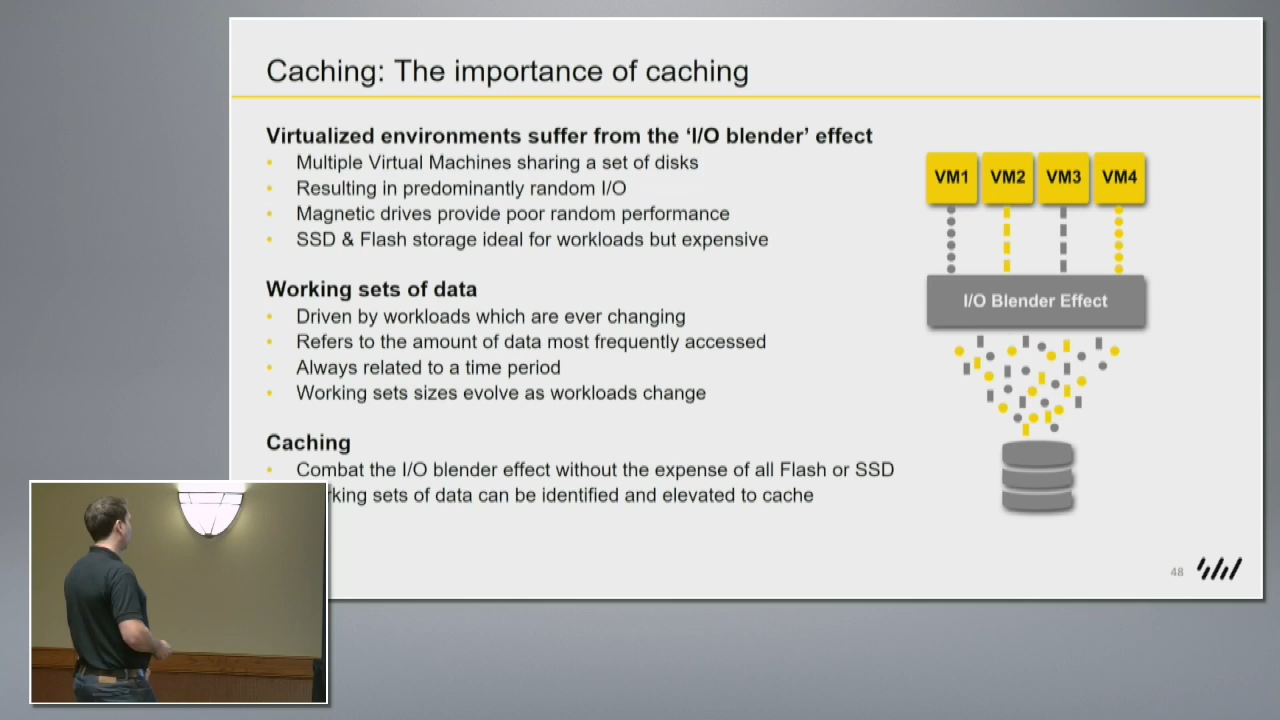 Caching: The importance of caching
Virtualized environments suffer from the ‘I/O blender’ effect
• Multiple Virtual Machines sharing a set of disks
• Resulting in predominantly random I/O
• Magnetic drives provide poor random performance
• SSD & Flash storage ideal for workloads but expensive
Working sets of data
• Driven by workloads which are ever changing
• Refers to the amount of data most frequently accessed
• Always related to a time period
• Working sets sizes evolve as workloads change
Caching
• Combat the I/O blender effect without the expense of all Flash or SSD
sets of data can be identified and elevated to cache
VM1 VM2 VM3 VM4
I/O Blender Effect
48